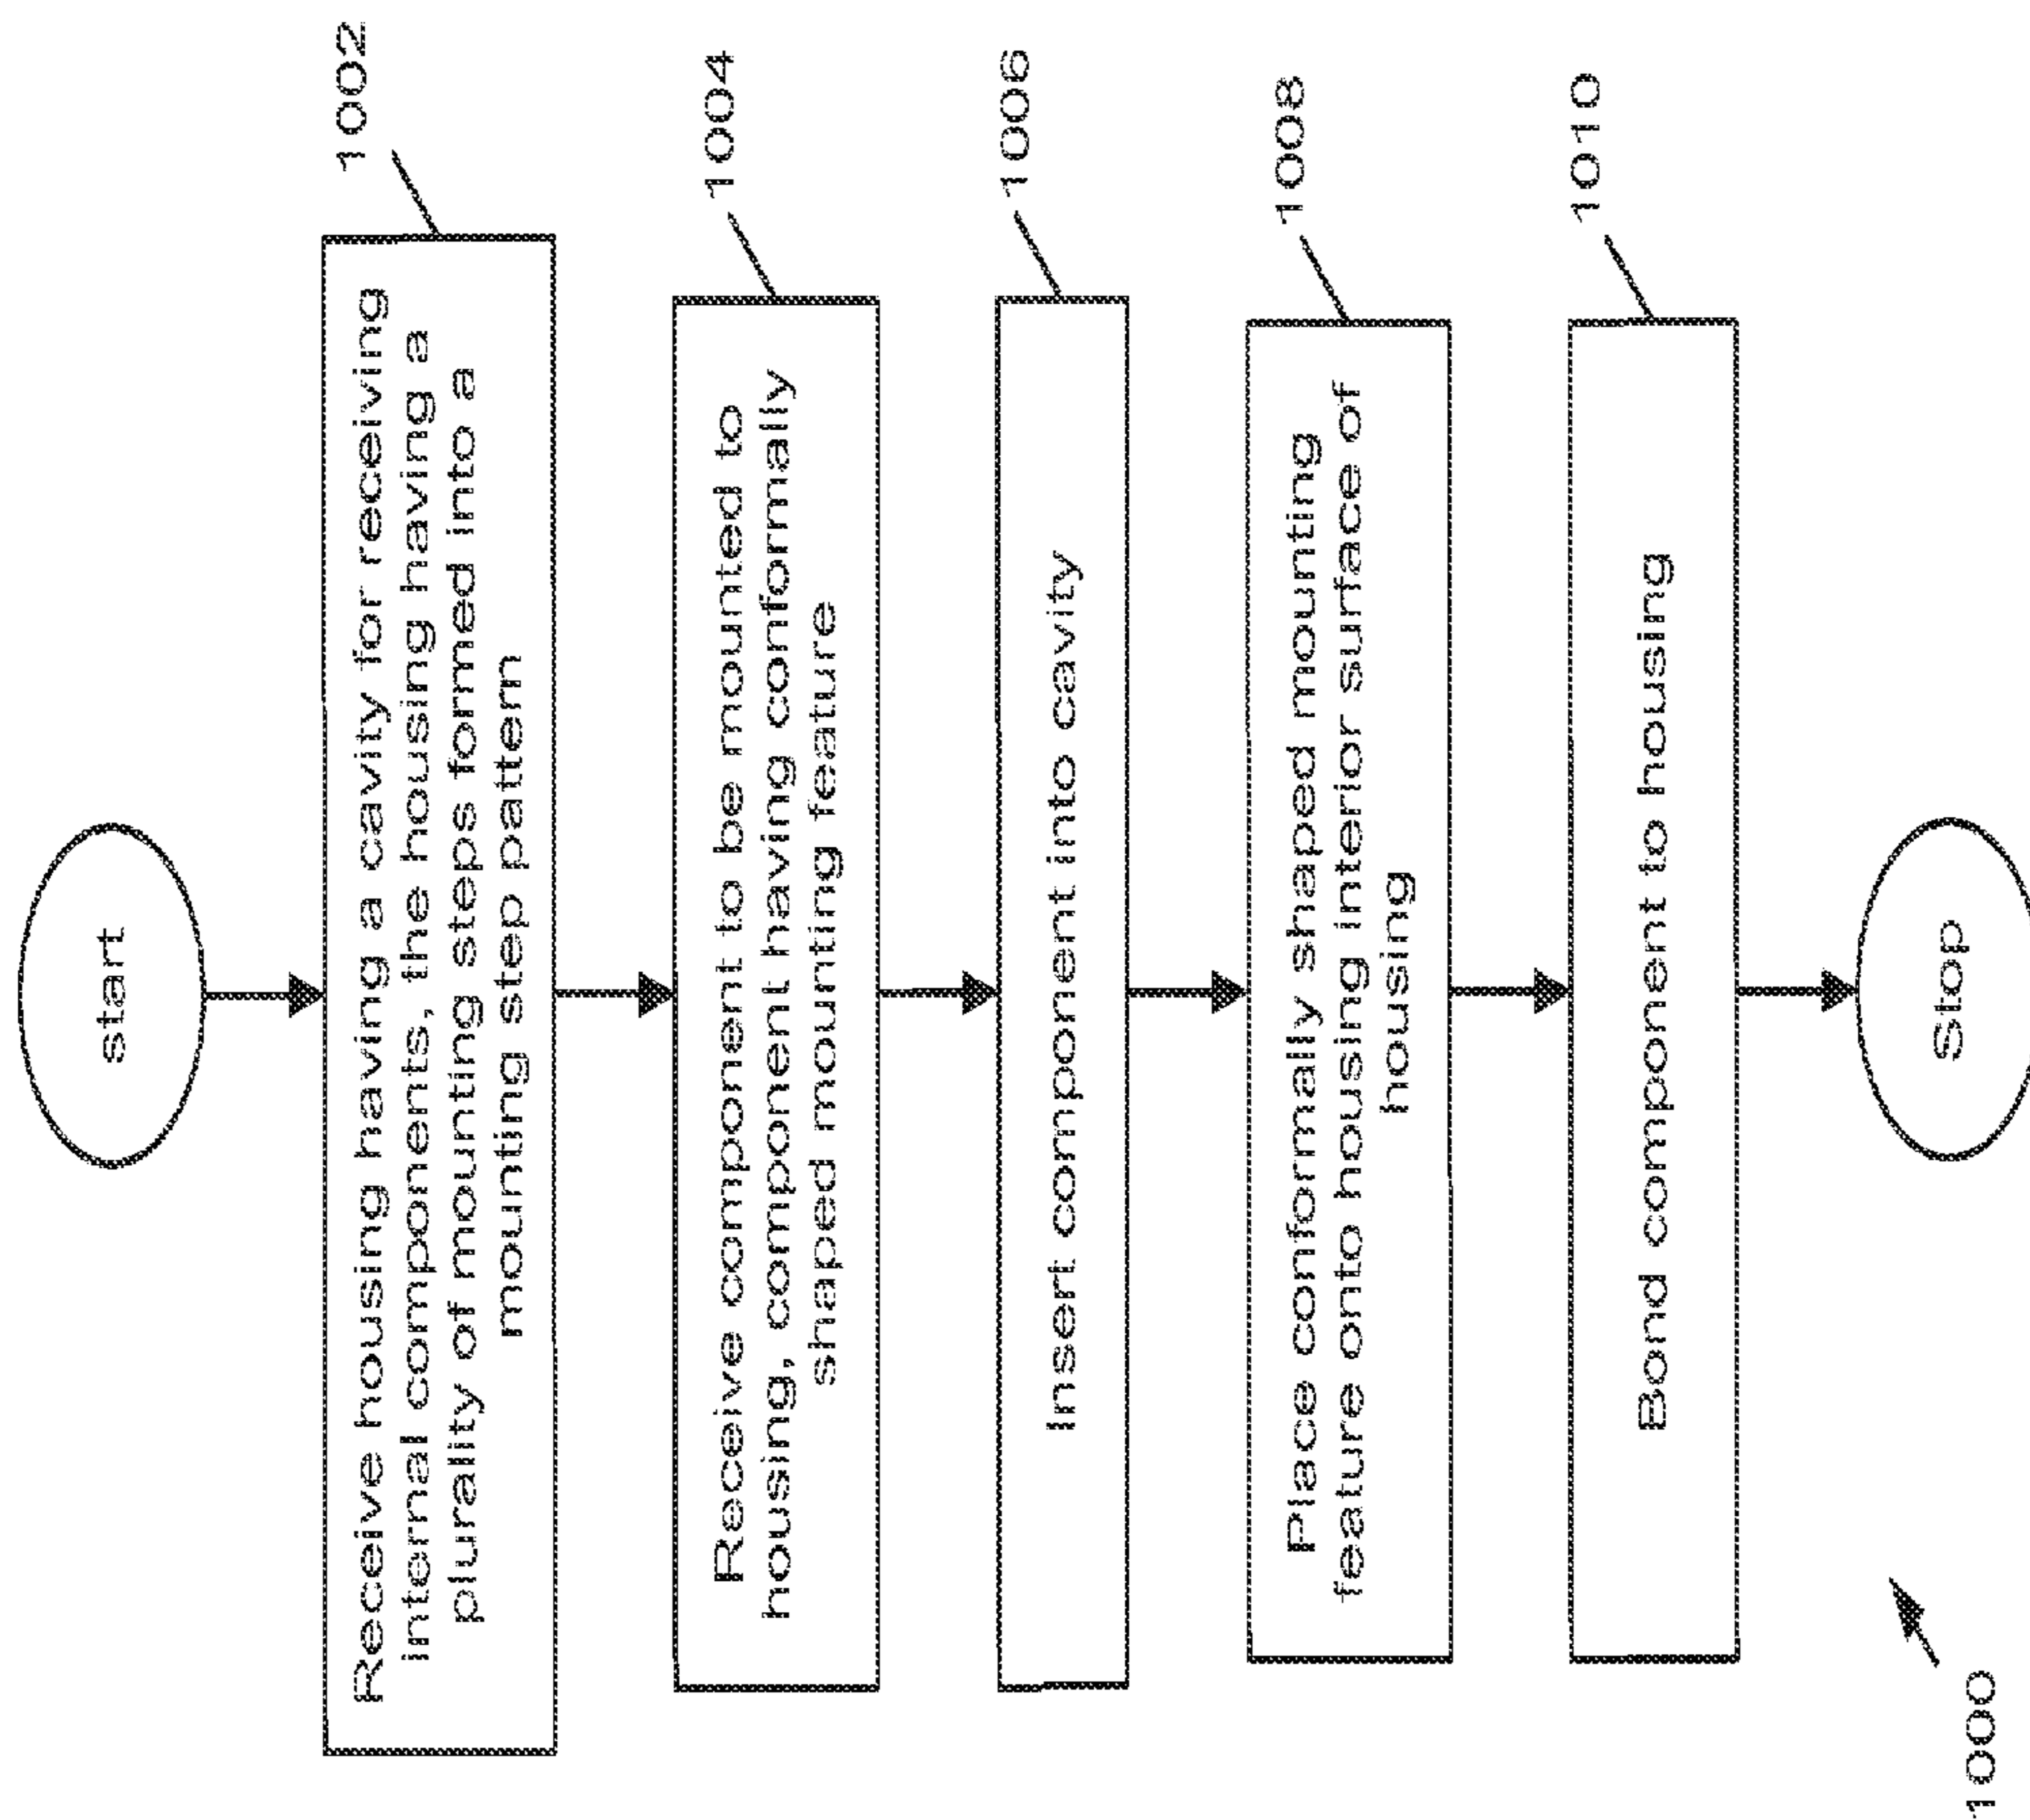 start
Receive housing having a cavity for receiving
internal components, the housing having a
plurality of mounting steps formed into a
mounting step pattern
1002
Receive component to be mounted to
housing, component having conformally
shaped mounting feature
1004
Insert component into cavity
1006
Place conformally shaped mounting
feature onto housing interior surface of
housing
1008
Bond component to housing
1010
Stop
1000